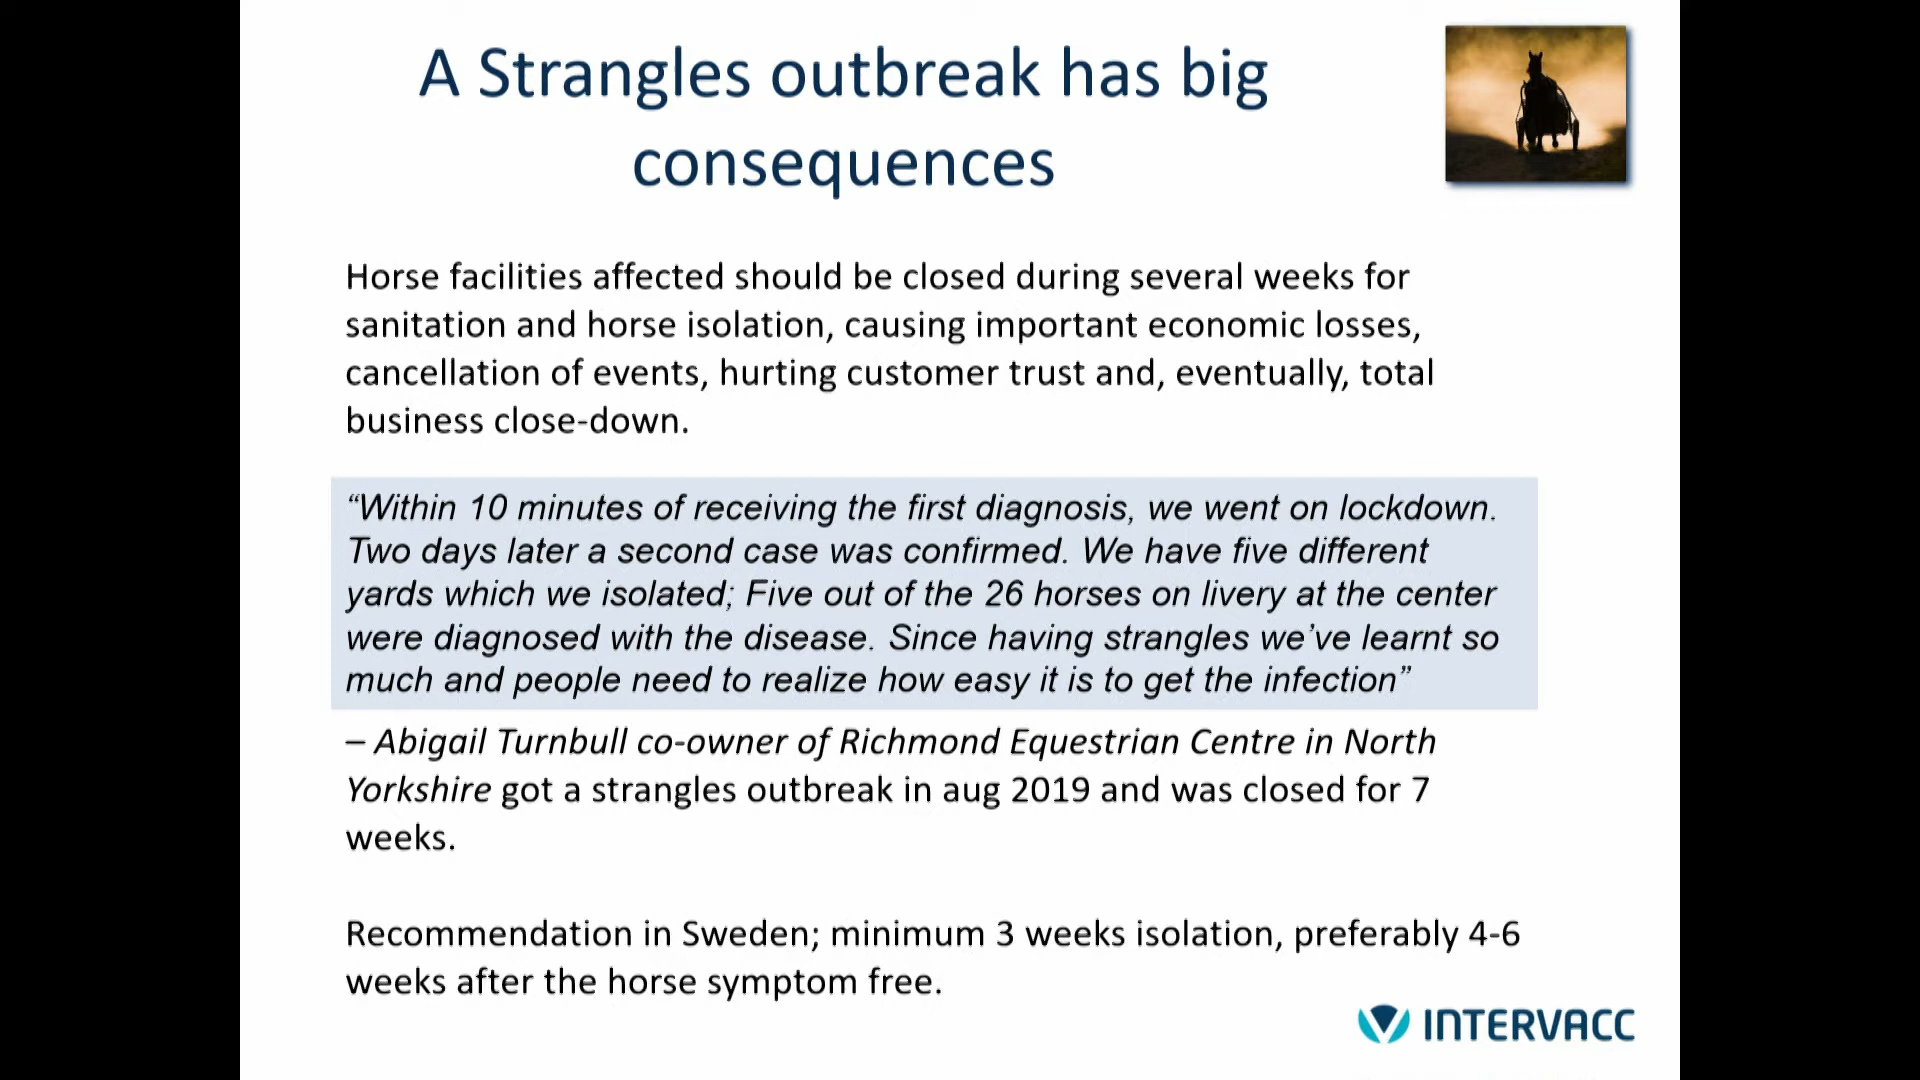 A Strangles outbreak has big
consequences
Horse facilities affected should be closed during several weeks for
sanitation and horse isolation, causing important economic losses,
cancellation of events, hurting customer trust and, eventually, total
business close-down.
“Within 10 minutes of receiving the first diagnosis, we went on lockdown.
Two days later a second case was confirmed. We have five different
yards which we isolated; Five out of the 26 horses on livery at the center
were diagnosed with the disease. Since having strangles we’ve learnt so
much and people need to realize how easy it is to get the infection”
– Abigail Turnbull co-owner of Richmond Equestrian Centre in North
Yorkshire got a strangles outbreak in aug 2019 and was closed for 7
weeks.
Recommendation in Sweden; minimum 3 weeks isolation, preferably 4-6
weeks after the horse symptom free.
INTERVACC